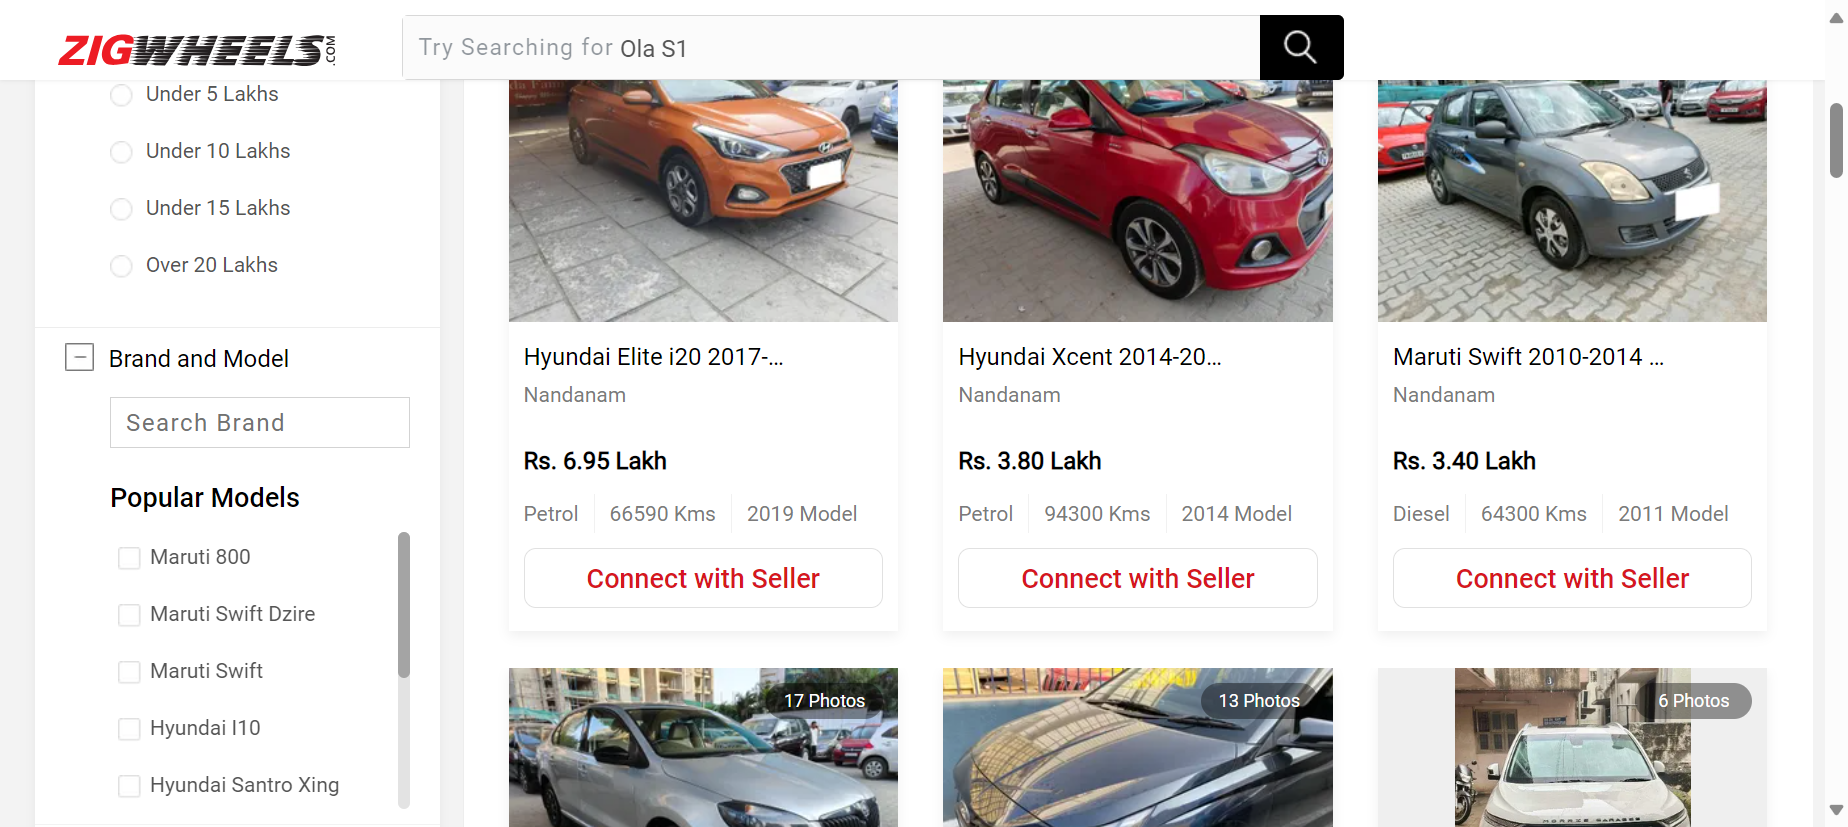 ZIGWHEELS.COM
Try Searching for Ola S1
Under 5 Lakhs
Under 10 Lakhs
Under 15 Lakhs
Over 20 Lakhs
Brand and Model
Search Brand
Popular Models
Maruti 800
Maruti Swift Dzire
Maruti Swift
Hyundai I10
Hyundai Santro Xing
Hyundai Elite i20 2017-...
Nandanam
Rs. 6.95 Lakh
Petrol 66590 Kms 2019 Model
Connect with Seller
Hyundai Xcent 2014-20...
Nandanam
Rs. 3.80 Lakh
Petrol 94300 Kms 2014 Model
Connect with Seller
Maruti Swift 2010-2014 ...
Nandanam
Rs. 3.40 Lakh
Diesel 64300 Kms 2011 Model
Connect with Seller
17 Photos
13 Photos
6 Photos